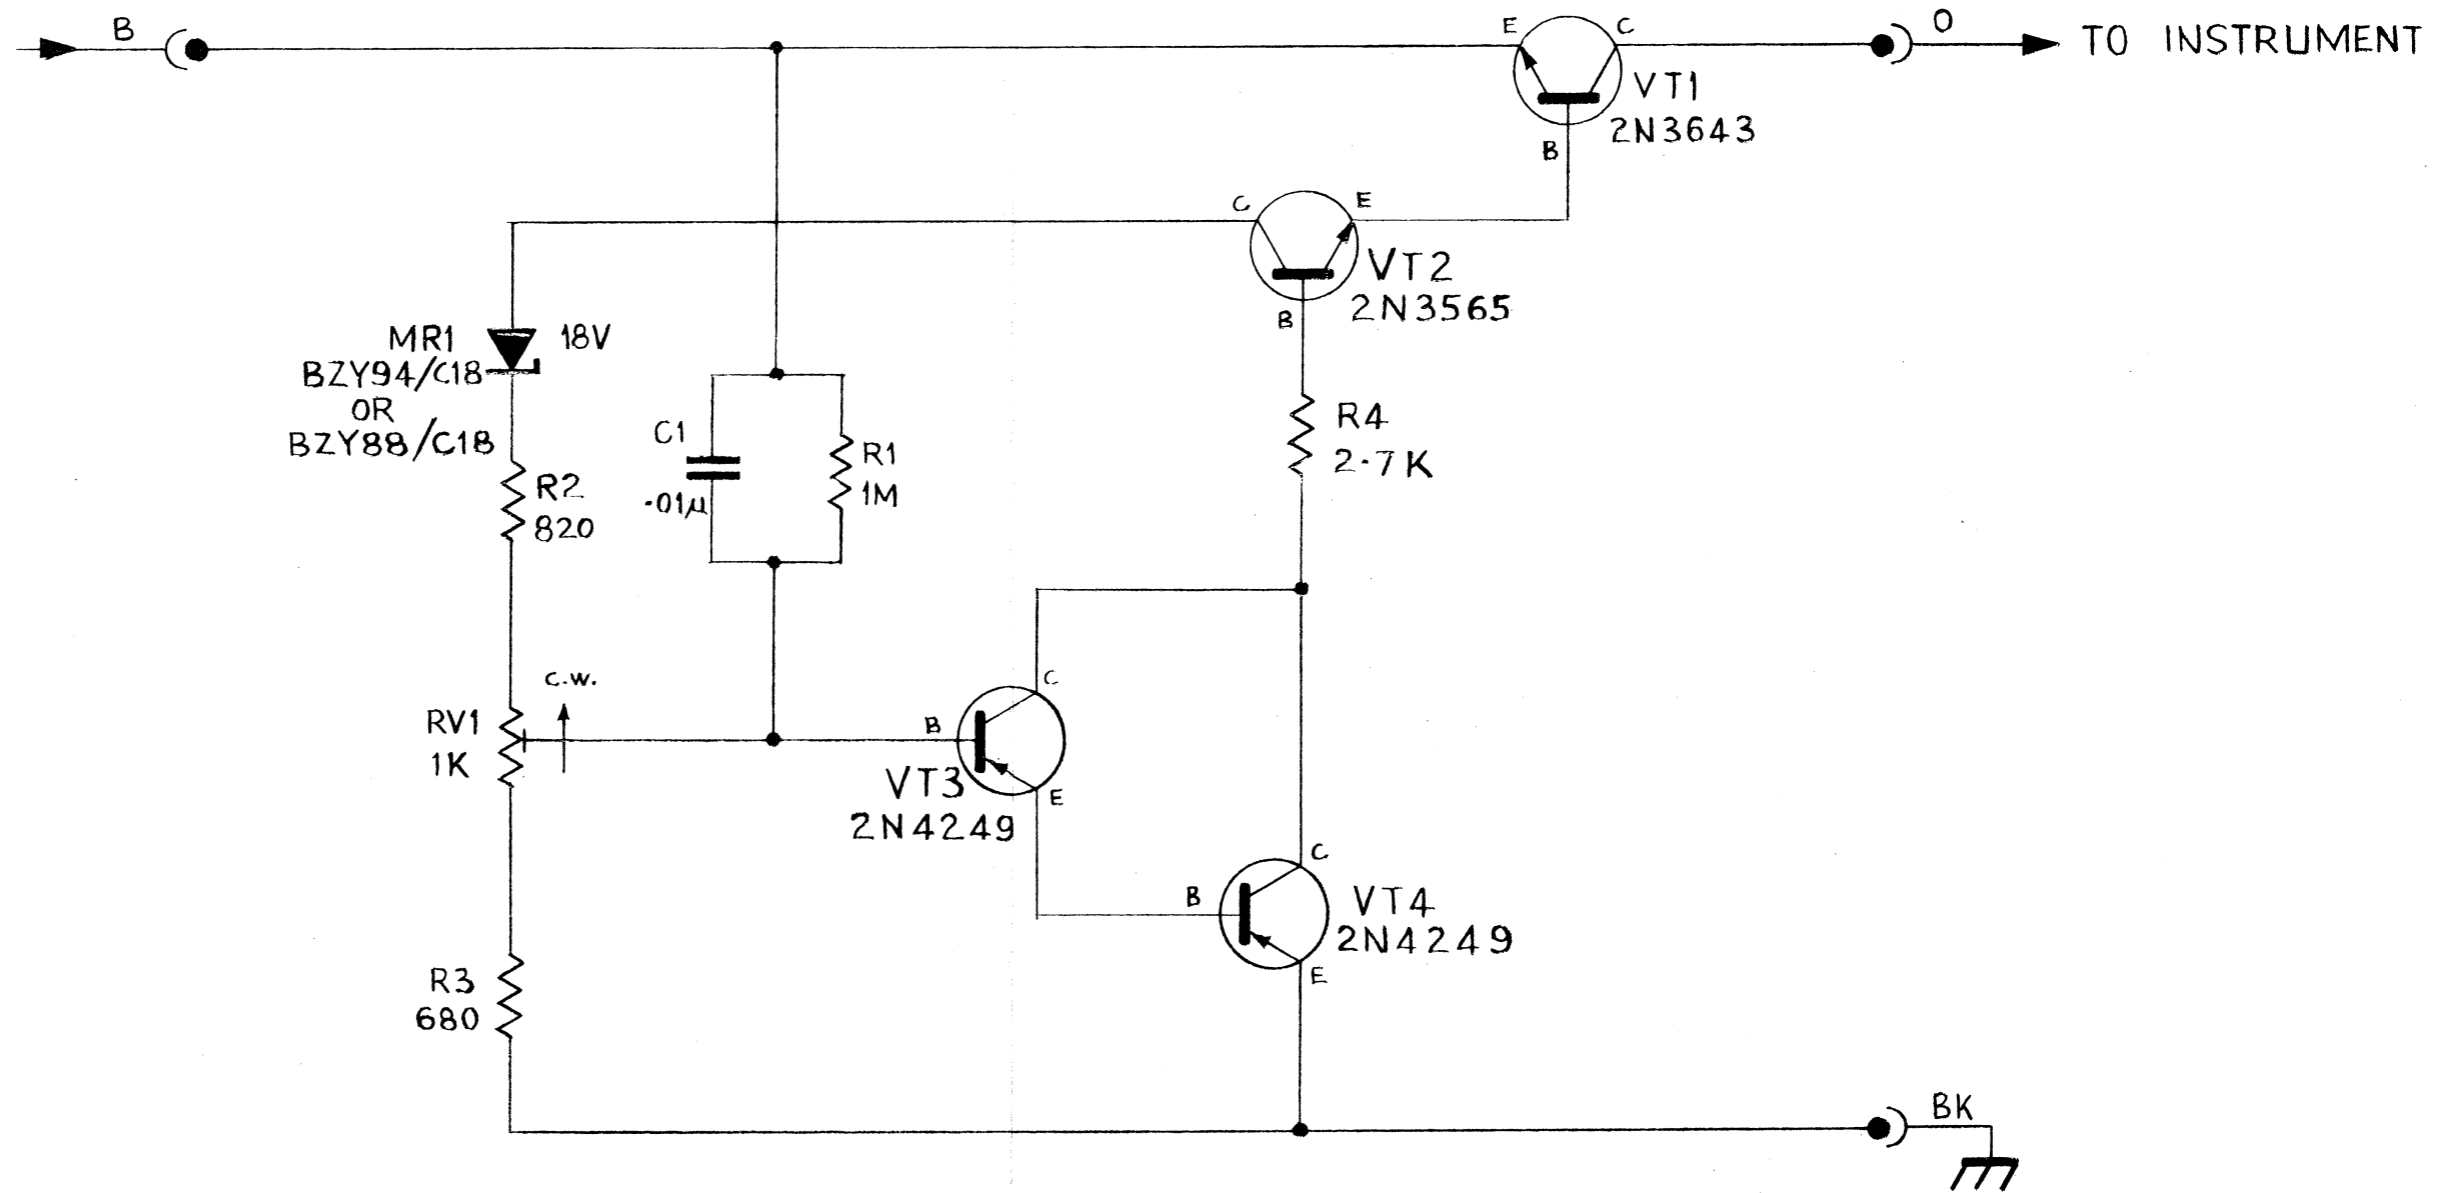 B
E
C
O
TO INSTRUMENT
VT1
2N3643
B
C
E
VT2
2N3565
B
MR1
18V
BZY94/C18
OR
BZY88/C18
R2
820
C1
.01µ
R1
1M
R4
2.7K
C.W.
RV1
1K
B
C
E
VT3
2N4249
B
C
E
VT4
2N4249
R3
680
BK